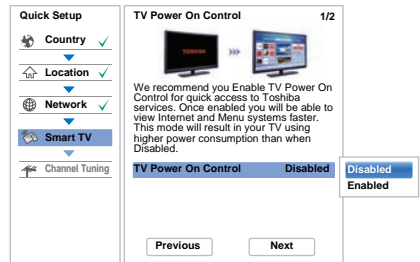 Quick Setup
Country
Location
Network
Smart TV
Channel Tuning
TV Power On Control 1/2
TOSHIBA
We recommend you Enable TV Power On
Control for quick access to Toshiba
services. Once enabled you will be able to
view Internet and Menu systems faster.
This mode will result in your TV using
higher power consumption than when
Disabled.
TV Power On Control Disabled
Disabled
Enabled
Previous Next